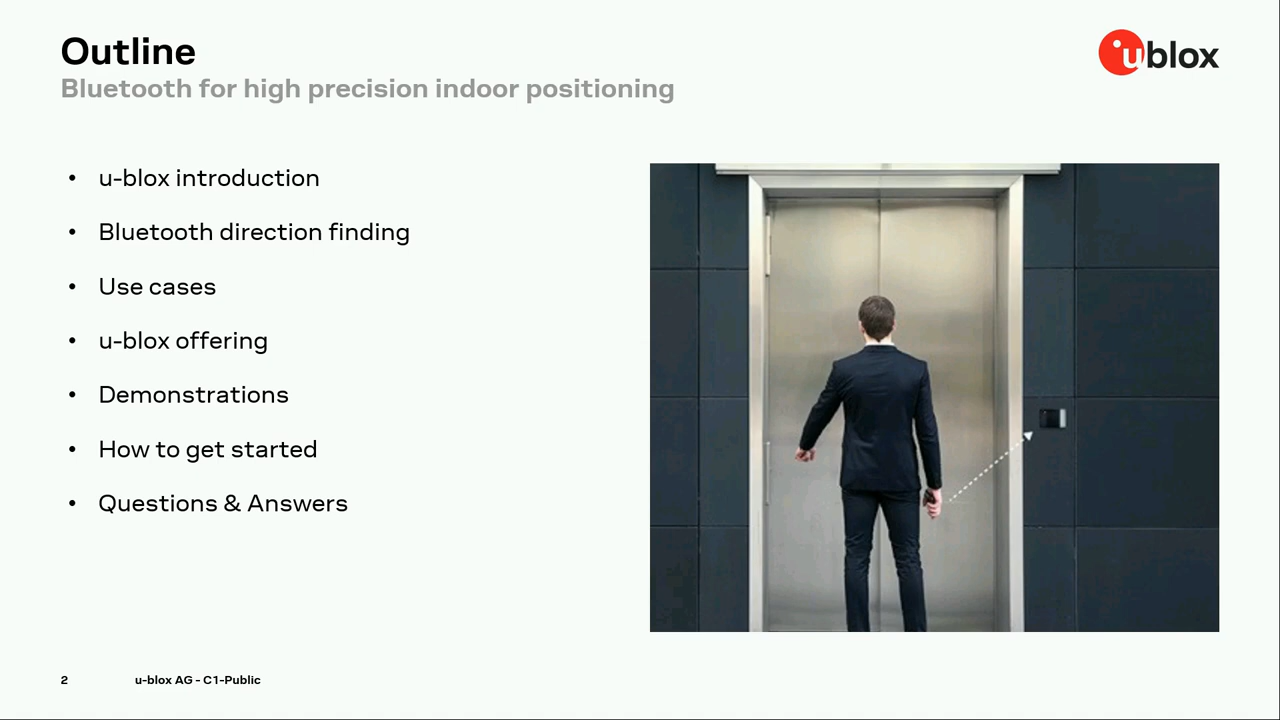 Outline
ublox
Bluetooth for high precision indoor positioning
• u-blox introduction
• Bluetooth direction finding
• Use cases
• u-blox offering
• Demonstrations
• How to get started
• Questions & Answers
2 u-blox AG - C1-Public